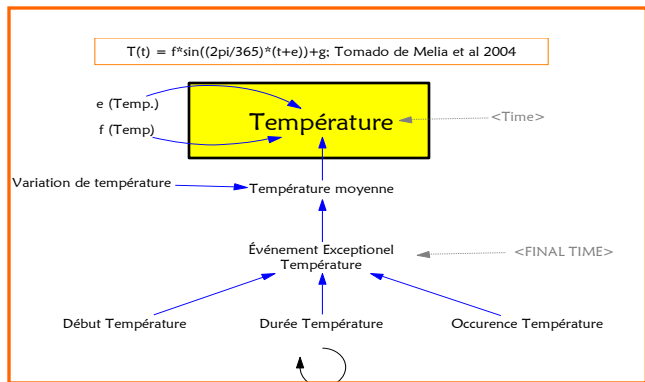 T(t) = f*sin((2pi/365)*(t+e))+g; Tomado de Melia et al 2004
e (Temp.)
f (Temp)
Température
<Time>
Variation de température
Température moyenne
Événement Exceptionel
Température
<FINAL TIME>
Début Température
Durée Température
Occurence Température